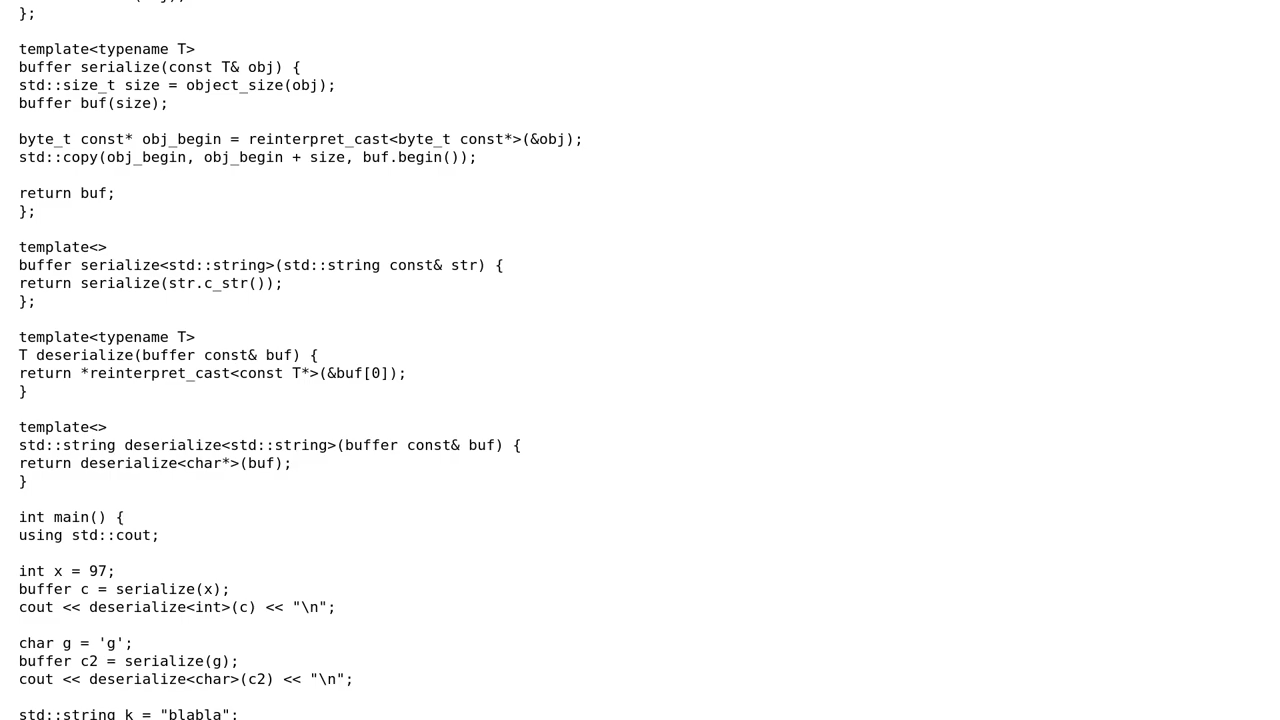 };
template<typename T>
buffer serialize(const T& obj) {
std::size_t size = object_size(obj);
buffer buf(size);
byte_t const* obj_begin = reinterpret_cast<byte_t const*>(&obj);
std::copy(obj_begin, obj_begin + size, buf.begin());
return buf;
};
template<>
buffer serialize<std::string>(std::string const& str) {
return serialize(str.c_str());
};
template<typename T>
T deserialize(buffer const& buf) {
return *reinterpret_cast<const T*>(&buf[0]);
}
template<>
std::string deserialize<std::string>(buffer const& buf) {
return deserialize<char*>(buf);
}
int main() {
using std::cout;
int x = 97;
buffer c = serialize(x);
cout << deserialize<int>(c) << "\n";
char g = 'g';
buffer c2 = serialize(g);
cout << deserialize<char>(c2) << "\n";
std::string k = "blabla";